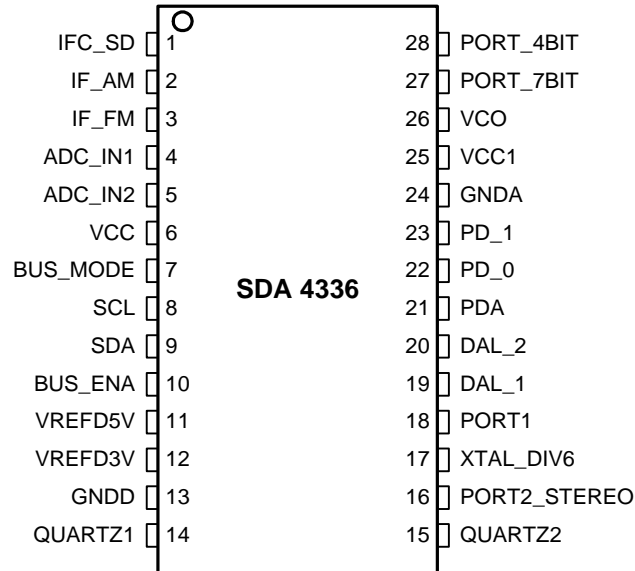 IFC_SD 1 28 PORT_4BIT
IF_AM 2 27 PORT_7BIT
IF_FM 3 26 VCO
ADC_IN1 4 25 VCC1
ADC_IN2 5 24 GNDA
VCC 6 23 PD_1
BUS_MODE 7 22 PD_0
SDA 4336
SCL 8 21 PDA
SDA 9 20 DAL_2
BUS_ENA 10 19 DAL_1
VREFD5V 11 18 PORT1
VREFD3V 12 17 XTAL_DIV6
GNDD 13 16 PORT2_STEREO
QUARTZ1 14 15 QUARTZ2